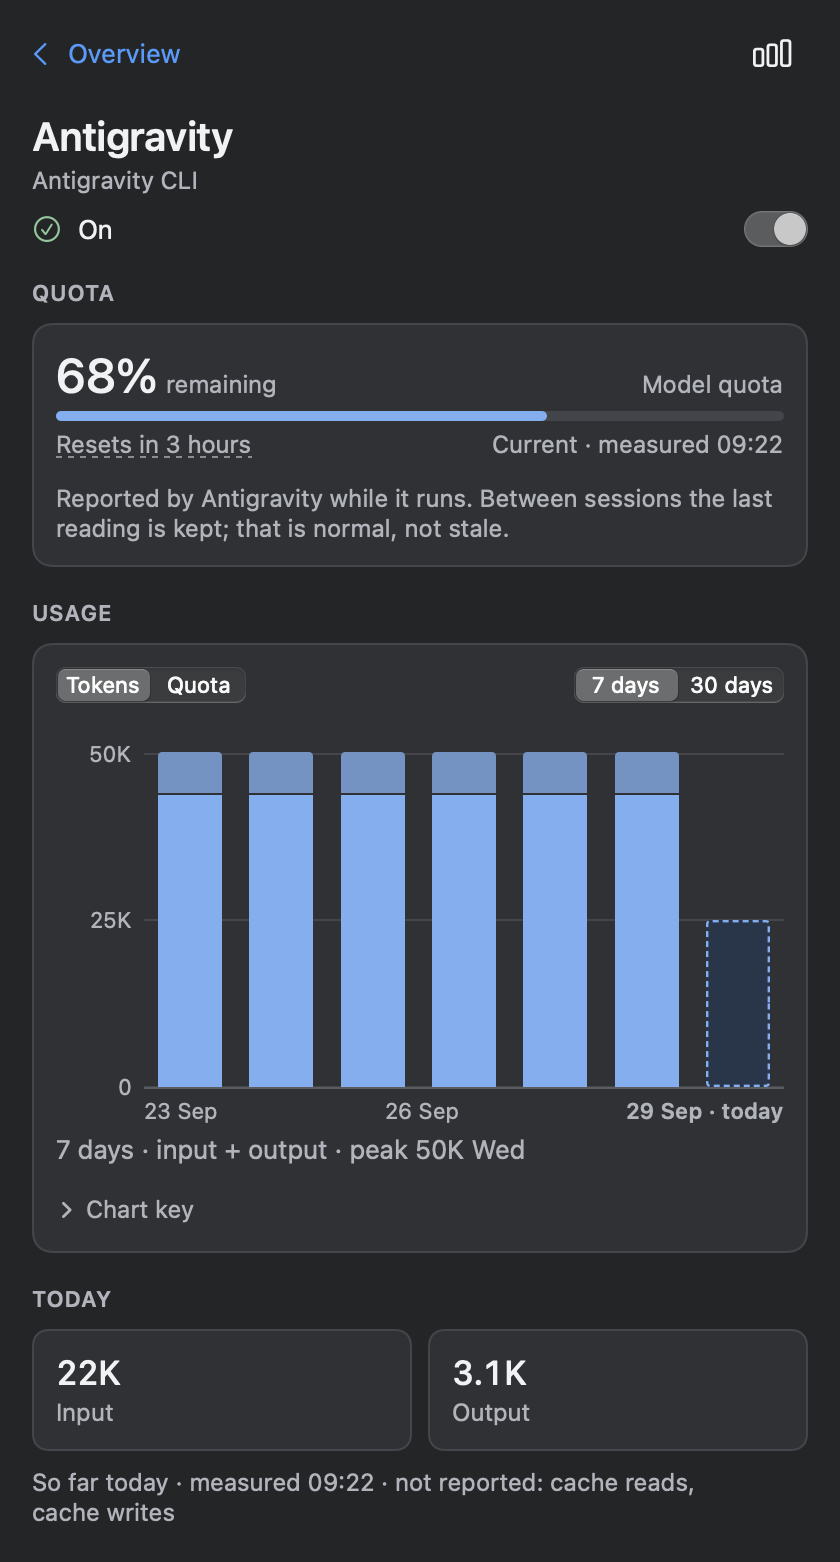 Overview
Antigravity
Antigravity CLI
On
QUOTA
68% remaining
Model quota
Resets in 3 hours
Current · measured 09:22
Reported by Antigravity while it runs. Between sessions the last
reading is kept; that is normal, not stale.
USAGE
Tokens
Quota
7 days
30 days
50K
25K
0
23 Sep
26 Sep
29 Sep · today
7 days · input + output · peak 50K Wed
Chart key
TODAY
22K
Input
3.1K
Output
So far today · measured 09:22 · not reported: cache reads,
cache writes